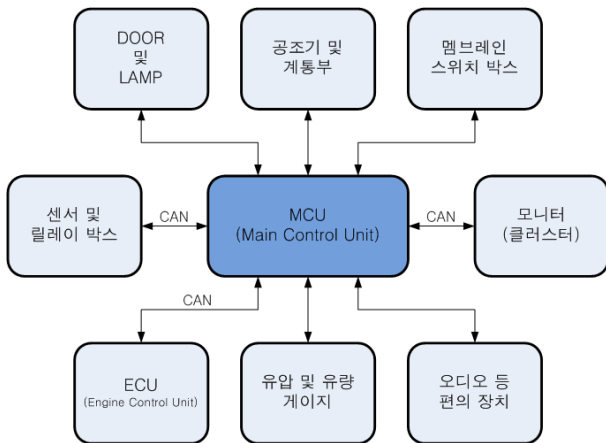 DOOR
및
LAMP
공조기 및
계통부
멤브레인
스위치 박스
센서 및
릴레이 박스
CAN
MCU
(Main Control Unit)
CAN
모니터
(클러스터)
CAN
ECU
(Engine Control Unit)
유압 및 유량
게이지
오디오 등
편의 장치